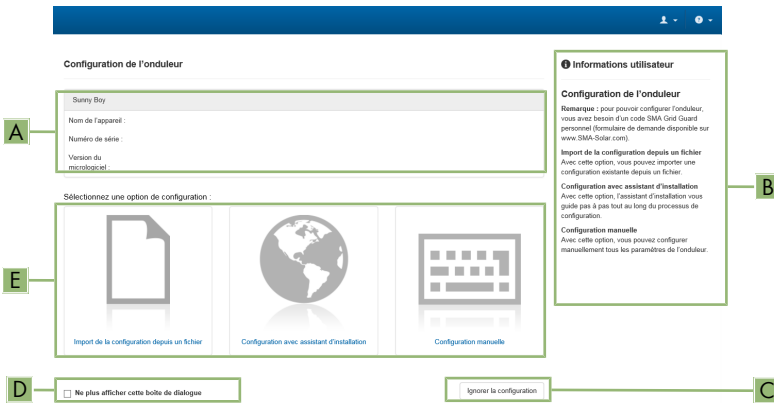 Configuration de l'onduleur
A
Sunny Boy
Nom de l'appareil :
Numéro de série :
Version du
micrologiciel :
Sélectionnez une option de configuration :
E
Import de la configuration depuis un fichier
Configuration avec assistant d'installation
Configuration manuelle
D
Ne plus afficher cette boîte de dialogue
Ignorer la configuration
C
Informations utilisateur
Configuration de l'onduleur
Remarque : pour pouvoir configurer l'onduleur,
vous avez besoin d'un code SMA Grid Guard
personnel (formulaire de demande disponible sur
www.SMA-Solar.com).
Import de la configuration depuis un fichier
Avec cette option, vous pouvez importer une
configuration existante depuis un fichier.
Configuration avec assistant d'installation
Avec cette option, l'assistant d'installation vous
guide pas à pas tout au long du processus de
configuration.
Configuration manuelle
Avec cette option, vous pouvez configurer
manuellement tous les paramètres de l'onduleur.
B